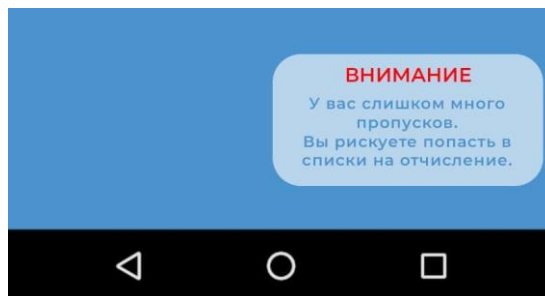 ВНИМАНИЕ
У вас слишком много
пропусков.
Вы рискуете попасть в
списки на отчисление.